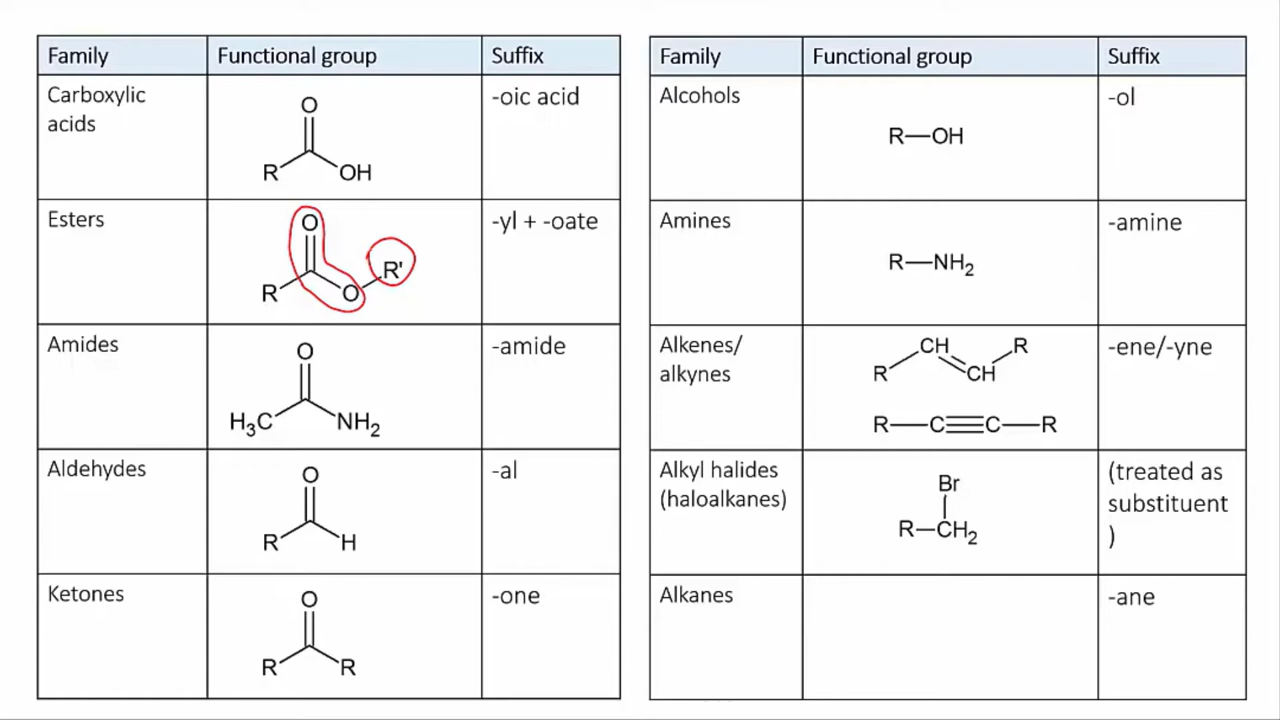 Family Functional group Suffix
Carboxylic
acids
-oic acid
O
R OH
Esters
-yl + -oate
O
R'
R O
Amides
-amide
O
H₃C NH₂
Aldehydes
-al
O
R H
Ketones
-one
O
R R
Family Functional group Suffix
Alcohols
-ol
R—OH
Amines
-amine
R—NH₂
Alkenes/
alkynes
-ene/-yne
CH R
R CH
R—C≡C—R
Alkyl halides
(haloalkanes)
(treated as
substituent
)
Br
R—CH₂
Alkanes
-ane